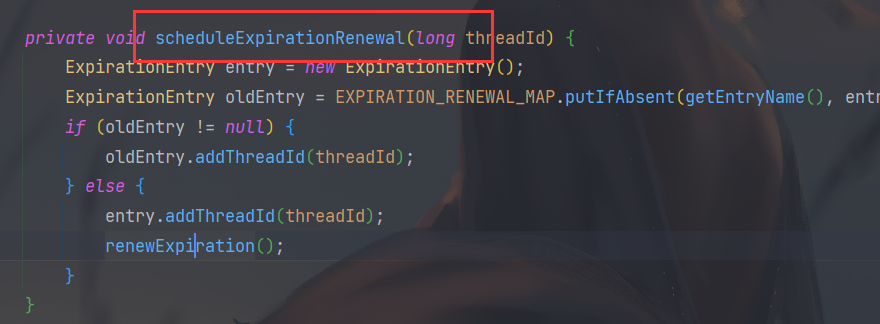 private void scheduleExpirationRenewal(long threadId) {
ExpirationEntry entry = new ExpirationEntry();
ExpirationEntry oldEntry = EXPIRATION_RENEWAL_MAP.putIfAbsent(getEntryName(), entr
if (oldEntry != null) {
oldEntry.addThreadId(threadId);
} else {
entry.addThreadId(threadId);
renewExpiration();
}
}